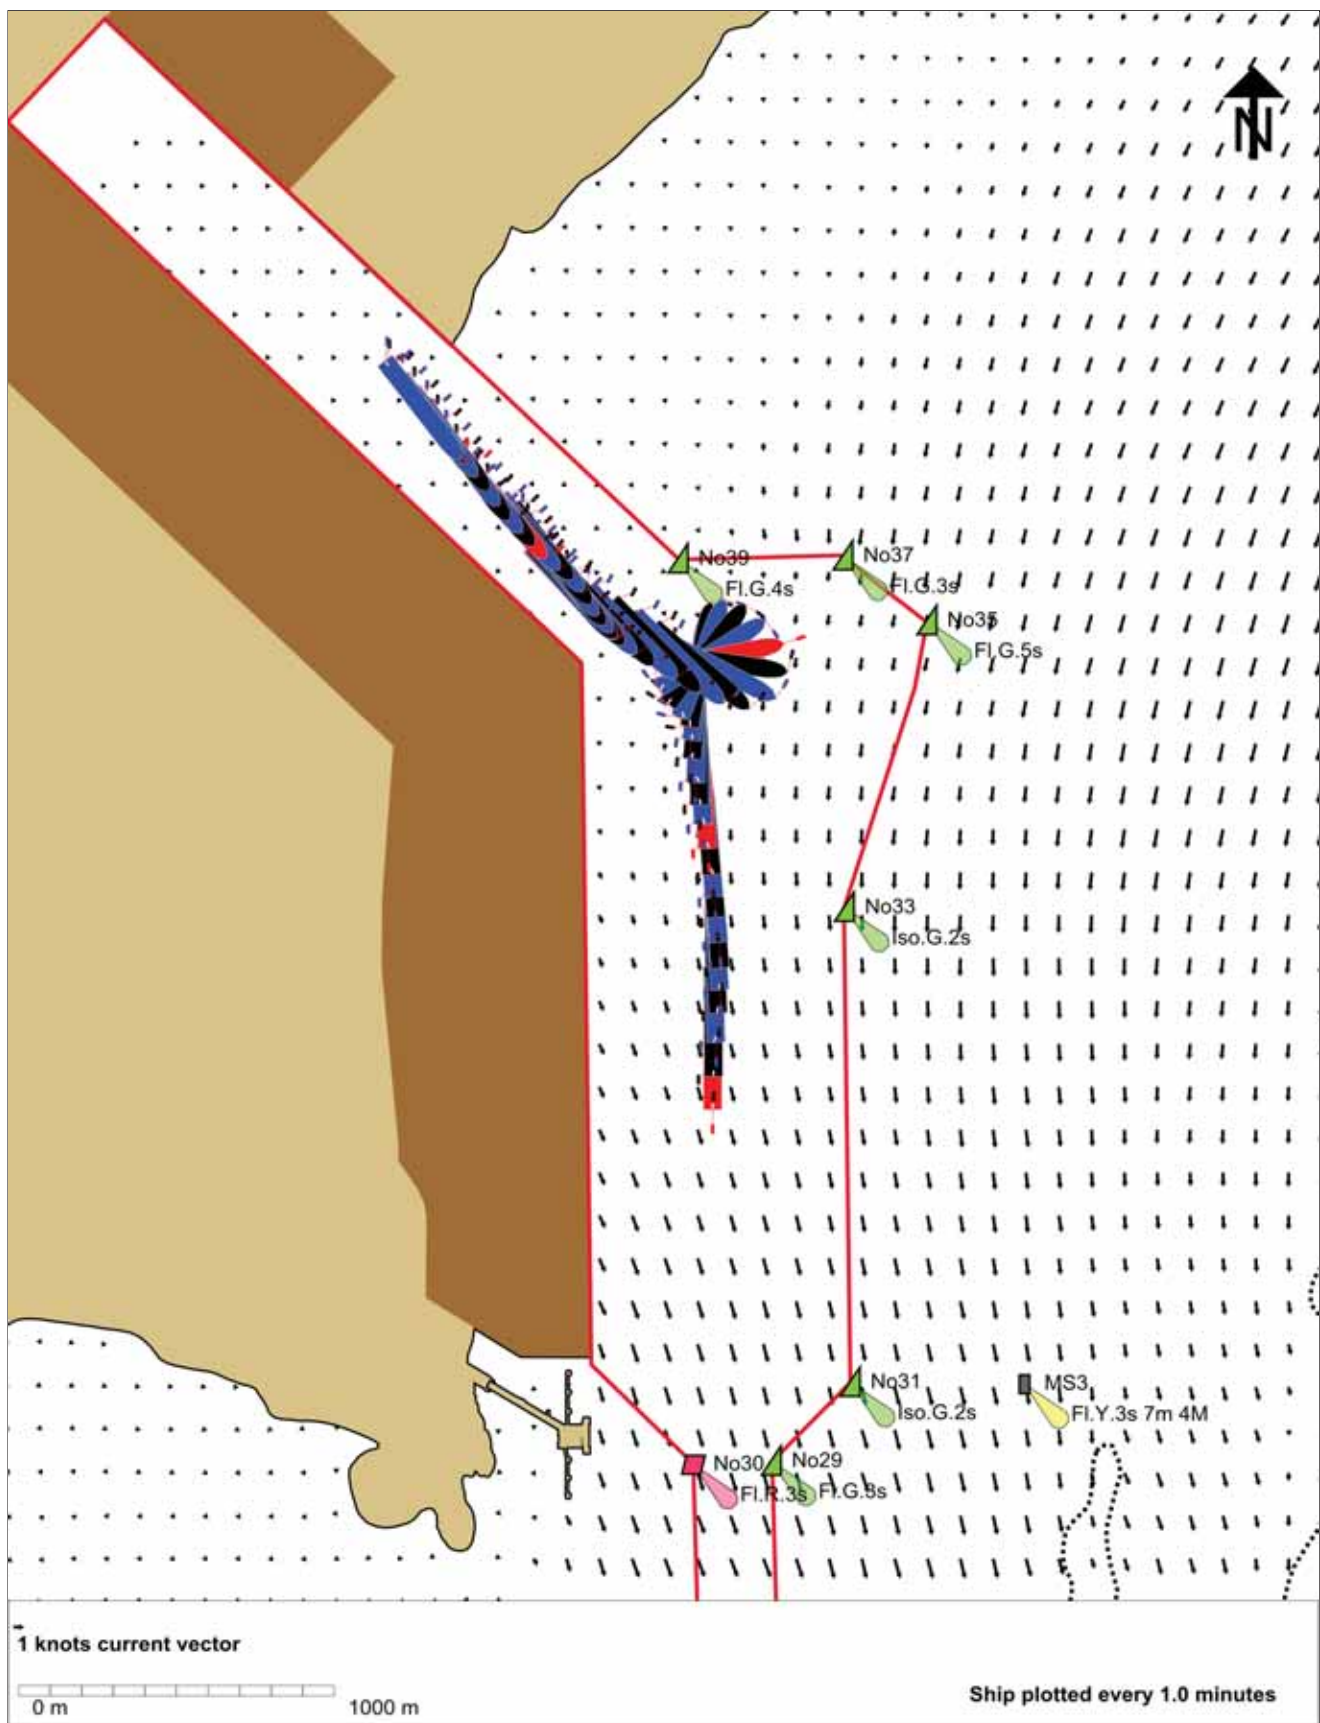 N
No39
Fl.G.4s
No37
Fl.G.3s
No35
Fl.G.5s
No33
Iso.G.2s
No31
Iso.G.2s
MS3
Fl.Y.3s 7m 4M
No30
Fl.R.3s
No29
Fl.G.3s
1 knots current vector
0 m
1000 m
Ship plotted every 1.0 minutes